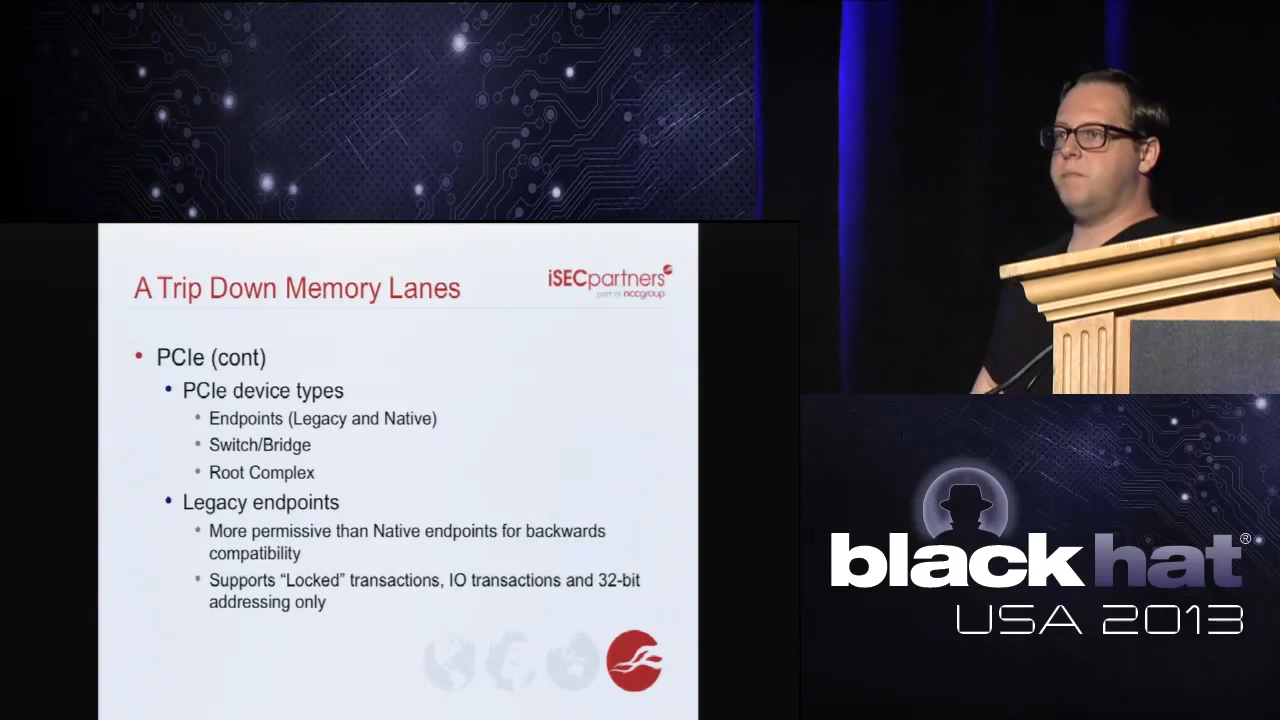 A Trip Down Memory Lanes
iSECpartners
part of nccgroup
• PCIe (cont)
• PCIe device types
• Endpoints (Legacy and Native)
• Switch/Bridge
• Root Complex
• Legacy endpoints
• More permissive than Native endpoints for backwards
compatibility
• Supports “Locked” transactions, IO transactions and 32-bit
addressing only
blackhat®
USA 2013